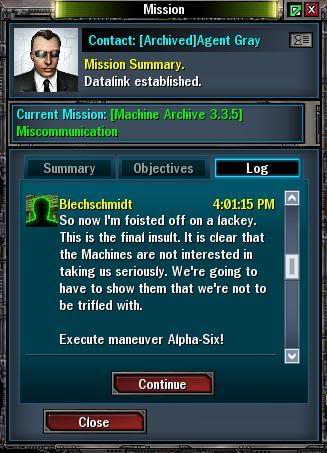 Mission
Contact: [Archived]Agent Gray
Mission Summary.
Datalink established.
Current Mission: [Machine Archive 3.3.5]
Miscommunication
Summary
Objectives
Log
Blechschmidt 4:01:15 PM
So now I'm foisted off on a lackey.
This is the final insult. It is clear that
the Machines are not interested in
taking us seriously. We're going to
have to show them that we're not to
be trifled with.
Execute maneuver Alpha-Six!
Continue
Close